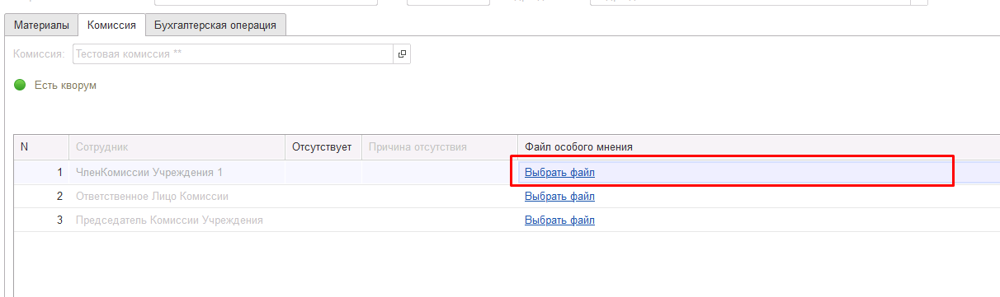 Материалы Комиссия Бухгалтерская операция
Комиссия: Тестовая комиссия **
Есть кворум
N Сотрудник Отсутствует Причина отсутствия Файл особого мнения
1 ЧленКомиссии Учреждения 1 Выбрать файл
2 Ответственное Лицо Комиссии Выбрать файл
3 Председатель Комиссии Учреждения Выбрать файл